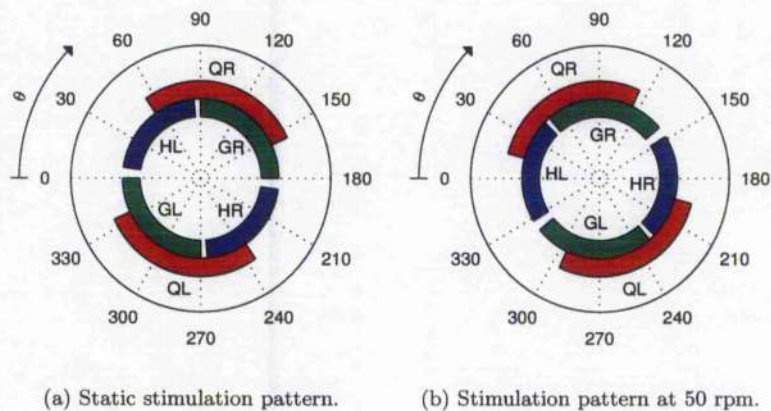 90
60
120
30
150
θ
0
180
330
210
300
240
270
QR
HL
GR
GL
HR
QL
(a) Static stimulation pattern.
90
60
120
30
150
θ
0
180
330
210
300
240
270
QR
GR
HL
HR
GL
QL
(b) Stimulation pattern at 50 rpm.